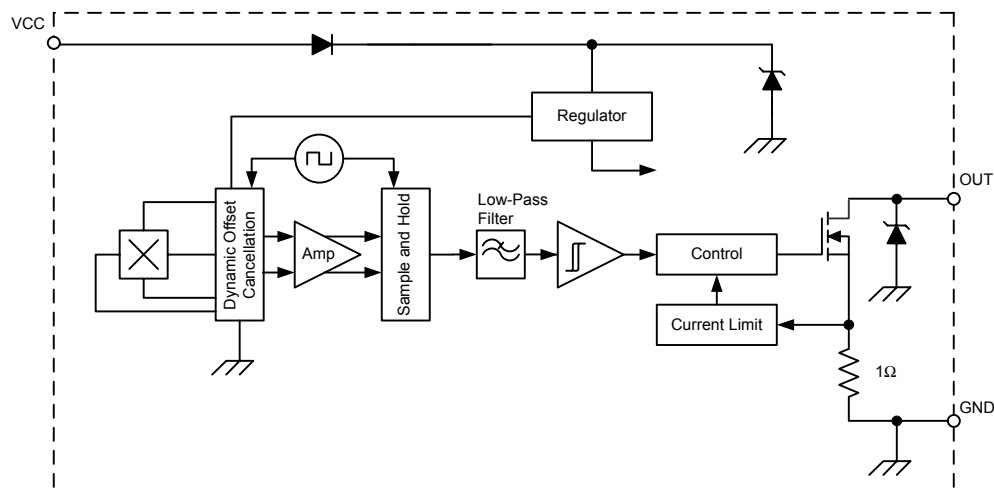 VCC
Regulator
OUT
Low-Pass
Filter
Dynamic Offset
Cancellation
Amp
Sample and Hold
Control
Current Limit
1Ω
GND